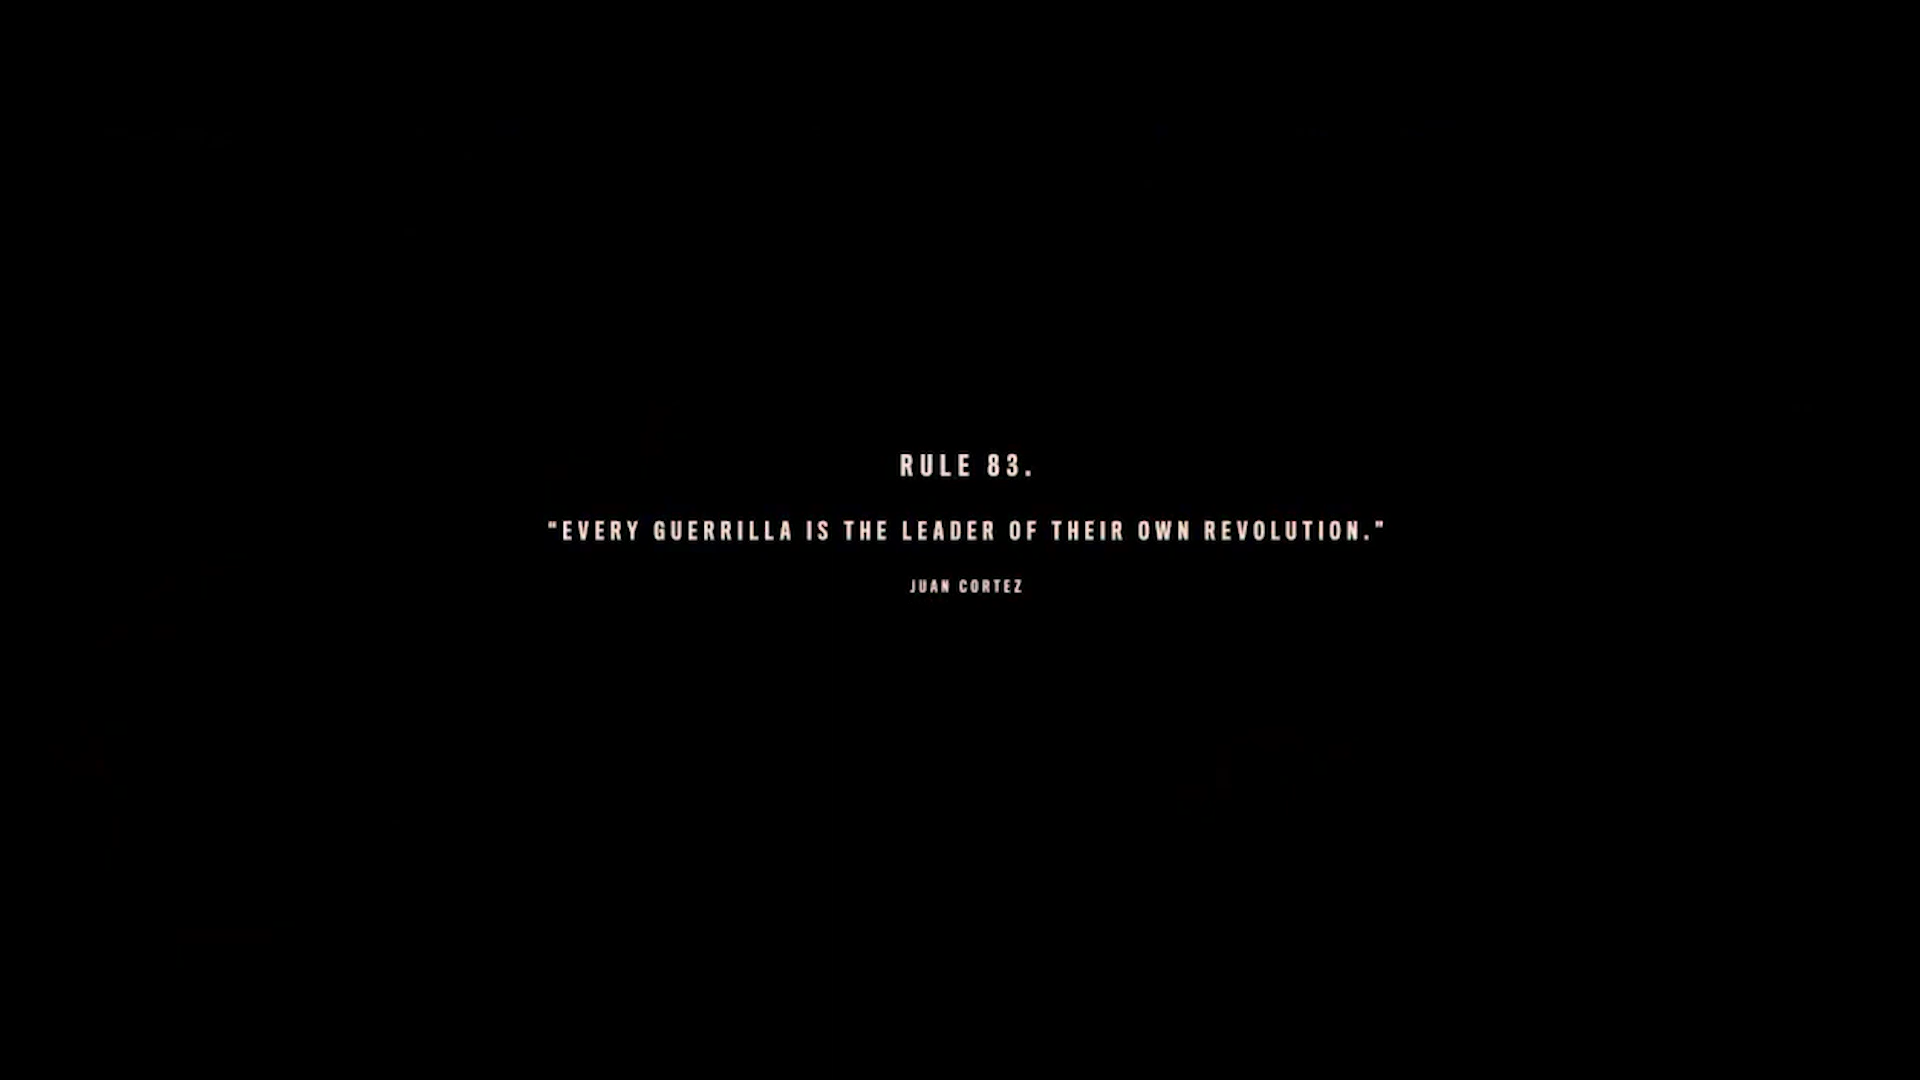 RULE 83.
“EVERY GUERRILLA IS THE LEADER OF THEIR OWN REVOLUTION.”
JUAN CORTEZ